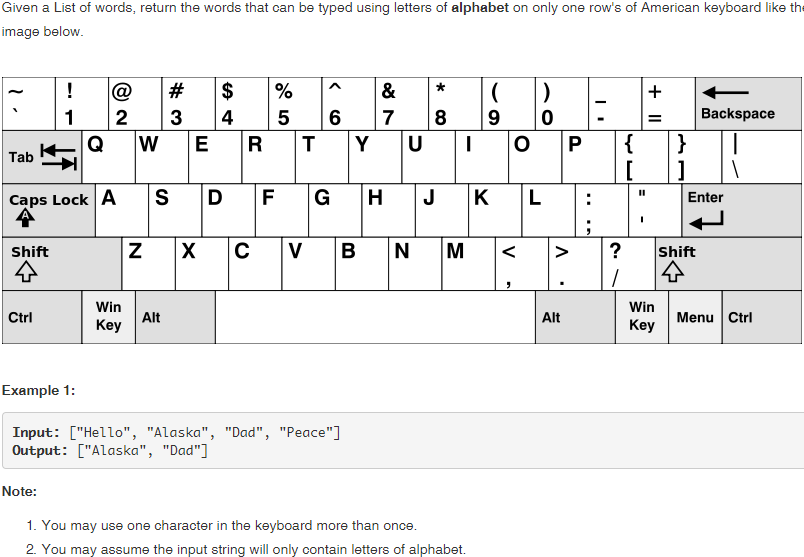 Given a List of words, return the words that can be typed using letters of alphabet on only one row's of American keyboard like the
image below.
~ ! @ # $ % ^ & * ( ) _ + Backspace
` 1 2 3 4 5 6 7 8 9 0 - =
Tab Q W E R T Y U I O P { } |
[ ] \
Caps Lock A S D F G H J K L : " Enter
A ; '
Shift Z X C V B N M < > ? Shift
, . /
Ctrl Win Key Alt Alt Win Key Menu Ctrl
Example 1:
Input: ["Hello", "Alaska", "Dad", "Peace"]
Output: ["Alaska", "Dad"]
Note:
1. You may use one character in the keyboard more than once.
2. You may assume the input string will only contain letters of alphabet.